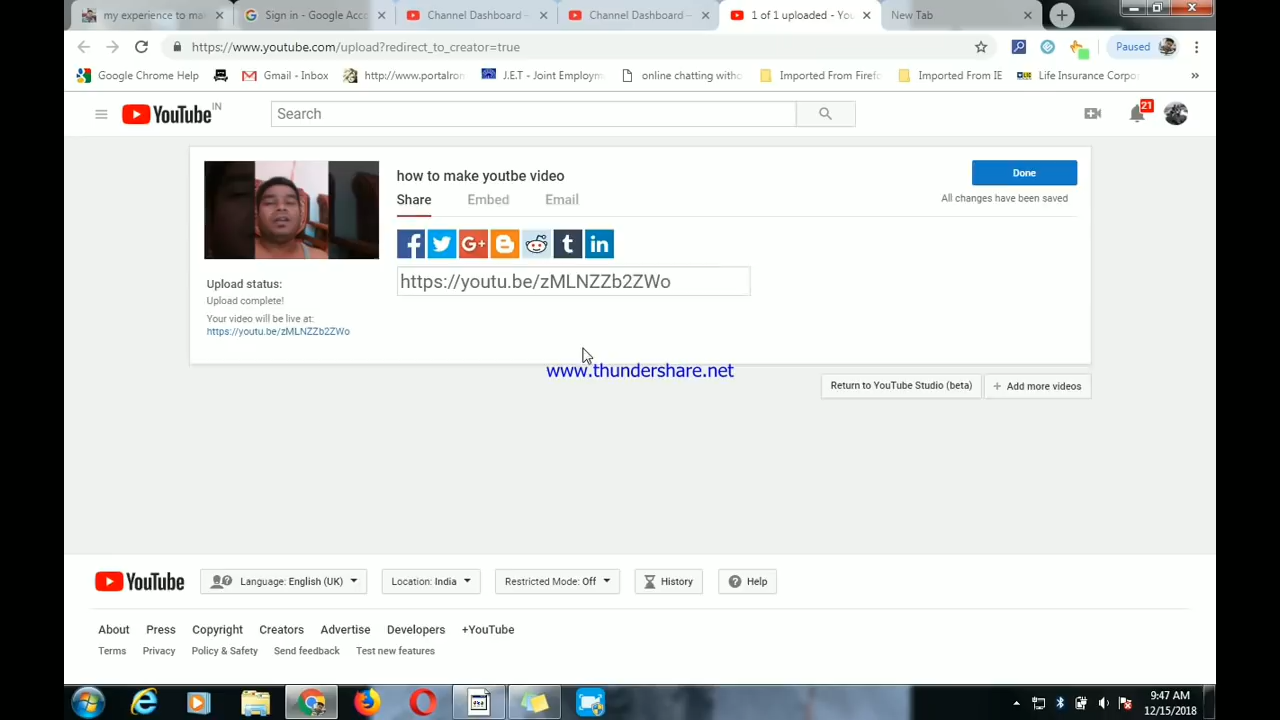 my experience to ma
Sign in - Google Acc
Channel Dashboard -
Channel Dashboard -
1 of 1 uploaded - You
New Tab
https://www.youtube.com/upload?redirect_to_creator=true
Paused
Google Chrome Help
Gmail - Inbox
http://www.portalron
J.E.T - Joint Employm
online chatting witho
Imported From Firef
Imported From IE
Life Insurance Corpo
»
YouTube IN
Search
21
how to make youtbe video
Done
Share Embed Email
All changes have been saved
https://youtu.be/zMLNZZb2ZWo
Upload status:
Upload complete!
Your video will be live at:
https://youtu.be/zMLNZZb2ZWo
www.thundershare.net
Return to YouTube Studio (beta)
+ Add more videos
YouTube
Language: English (UK)
Location: India
Restricted Mode: Off
History
Help
About Press Copyright Creators Advertise Developers +YouTube
Terms Privacy Policy & Safety Send feedback Test new features
9:47 AM
12/15/2018